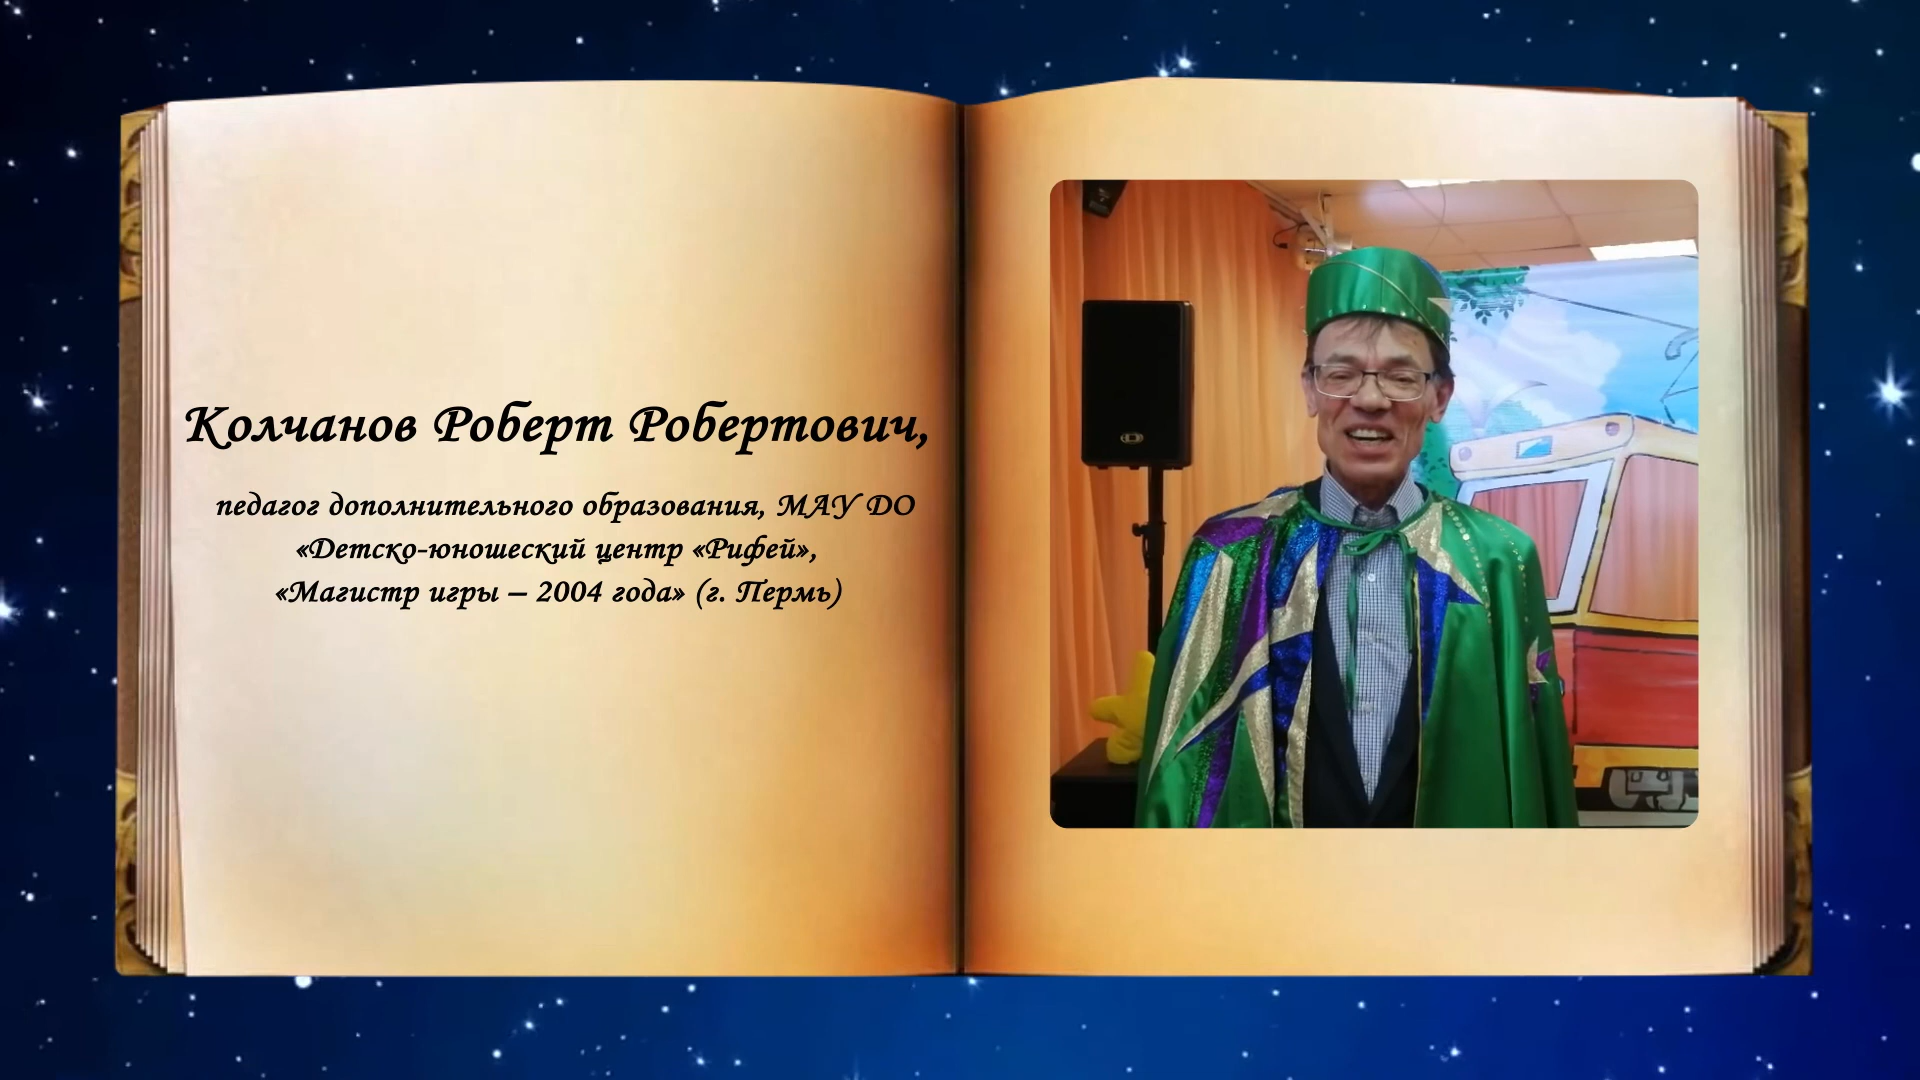 Колчанов Роберт Робертович,
педагог дополнительного образования, МАУ ДО
«Детско-юношеский центр «Рифей»,
«Магистр игры – 2004 года» (г. Пермь)